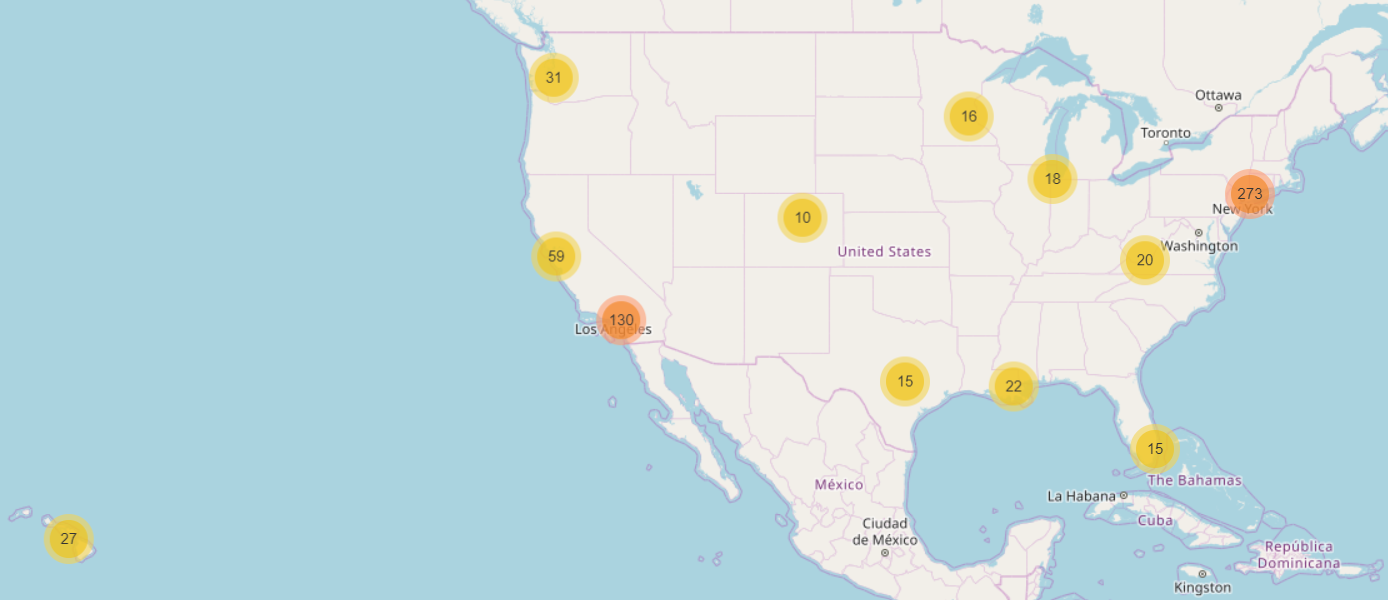 31
Ottawa
16
Toronto
18
273
New York
10
Washington
United States
59
20
130
Los Angeles
15
22
15
The Bahamas
México
La Habana
Cuba
Ciudad
de México
27
República
Dominicana
Kingston